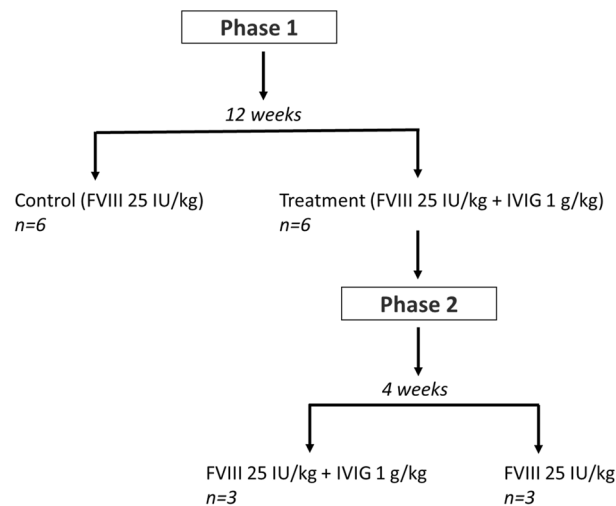 Phase 1
12 weeks
Control (FVIII 25 IU/kg)
n=6
Treatment (FVIII 25 IU/kg + IVIG 1 g/kg)
n=6
Phase 2
4 weeks
FVIII 25 IU/kg + IVIG 1 g/kg
n=3
FVIII 25 IU/kg
n=3